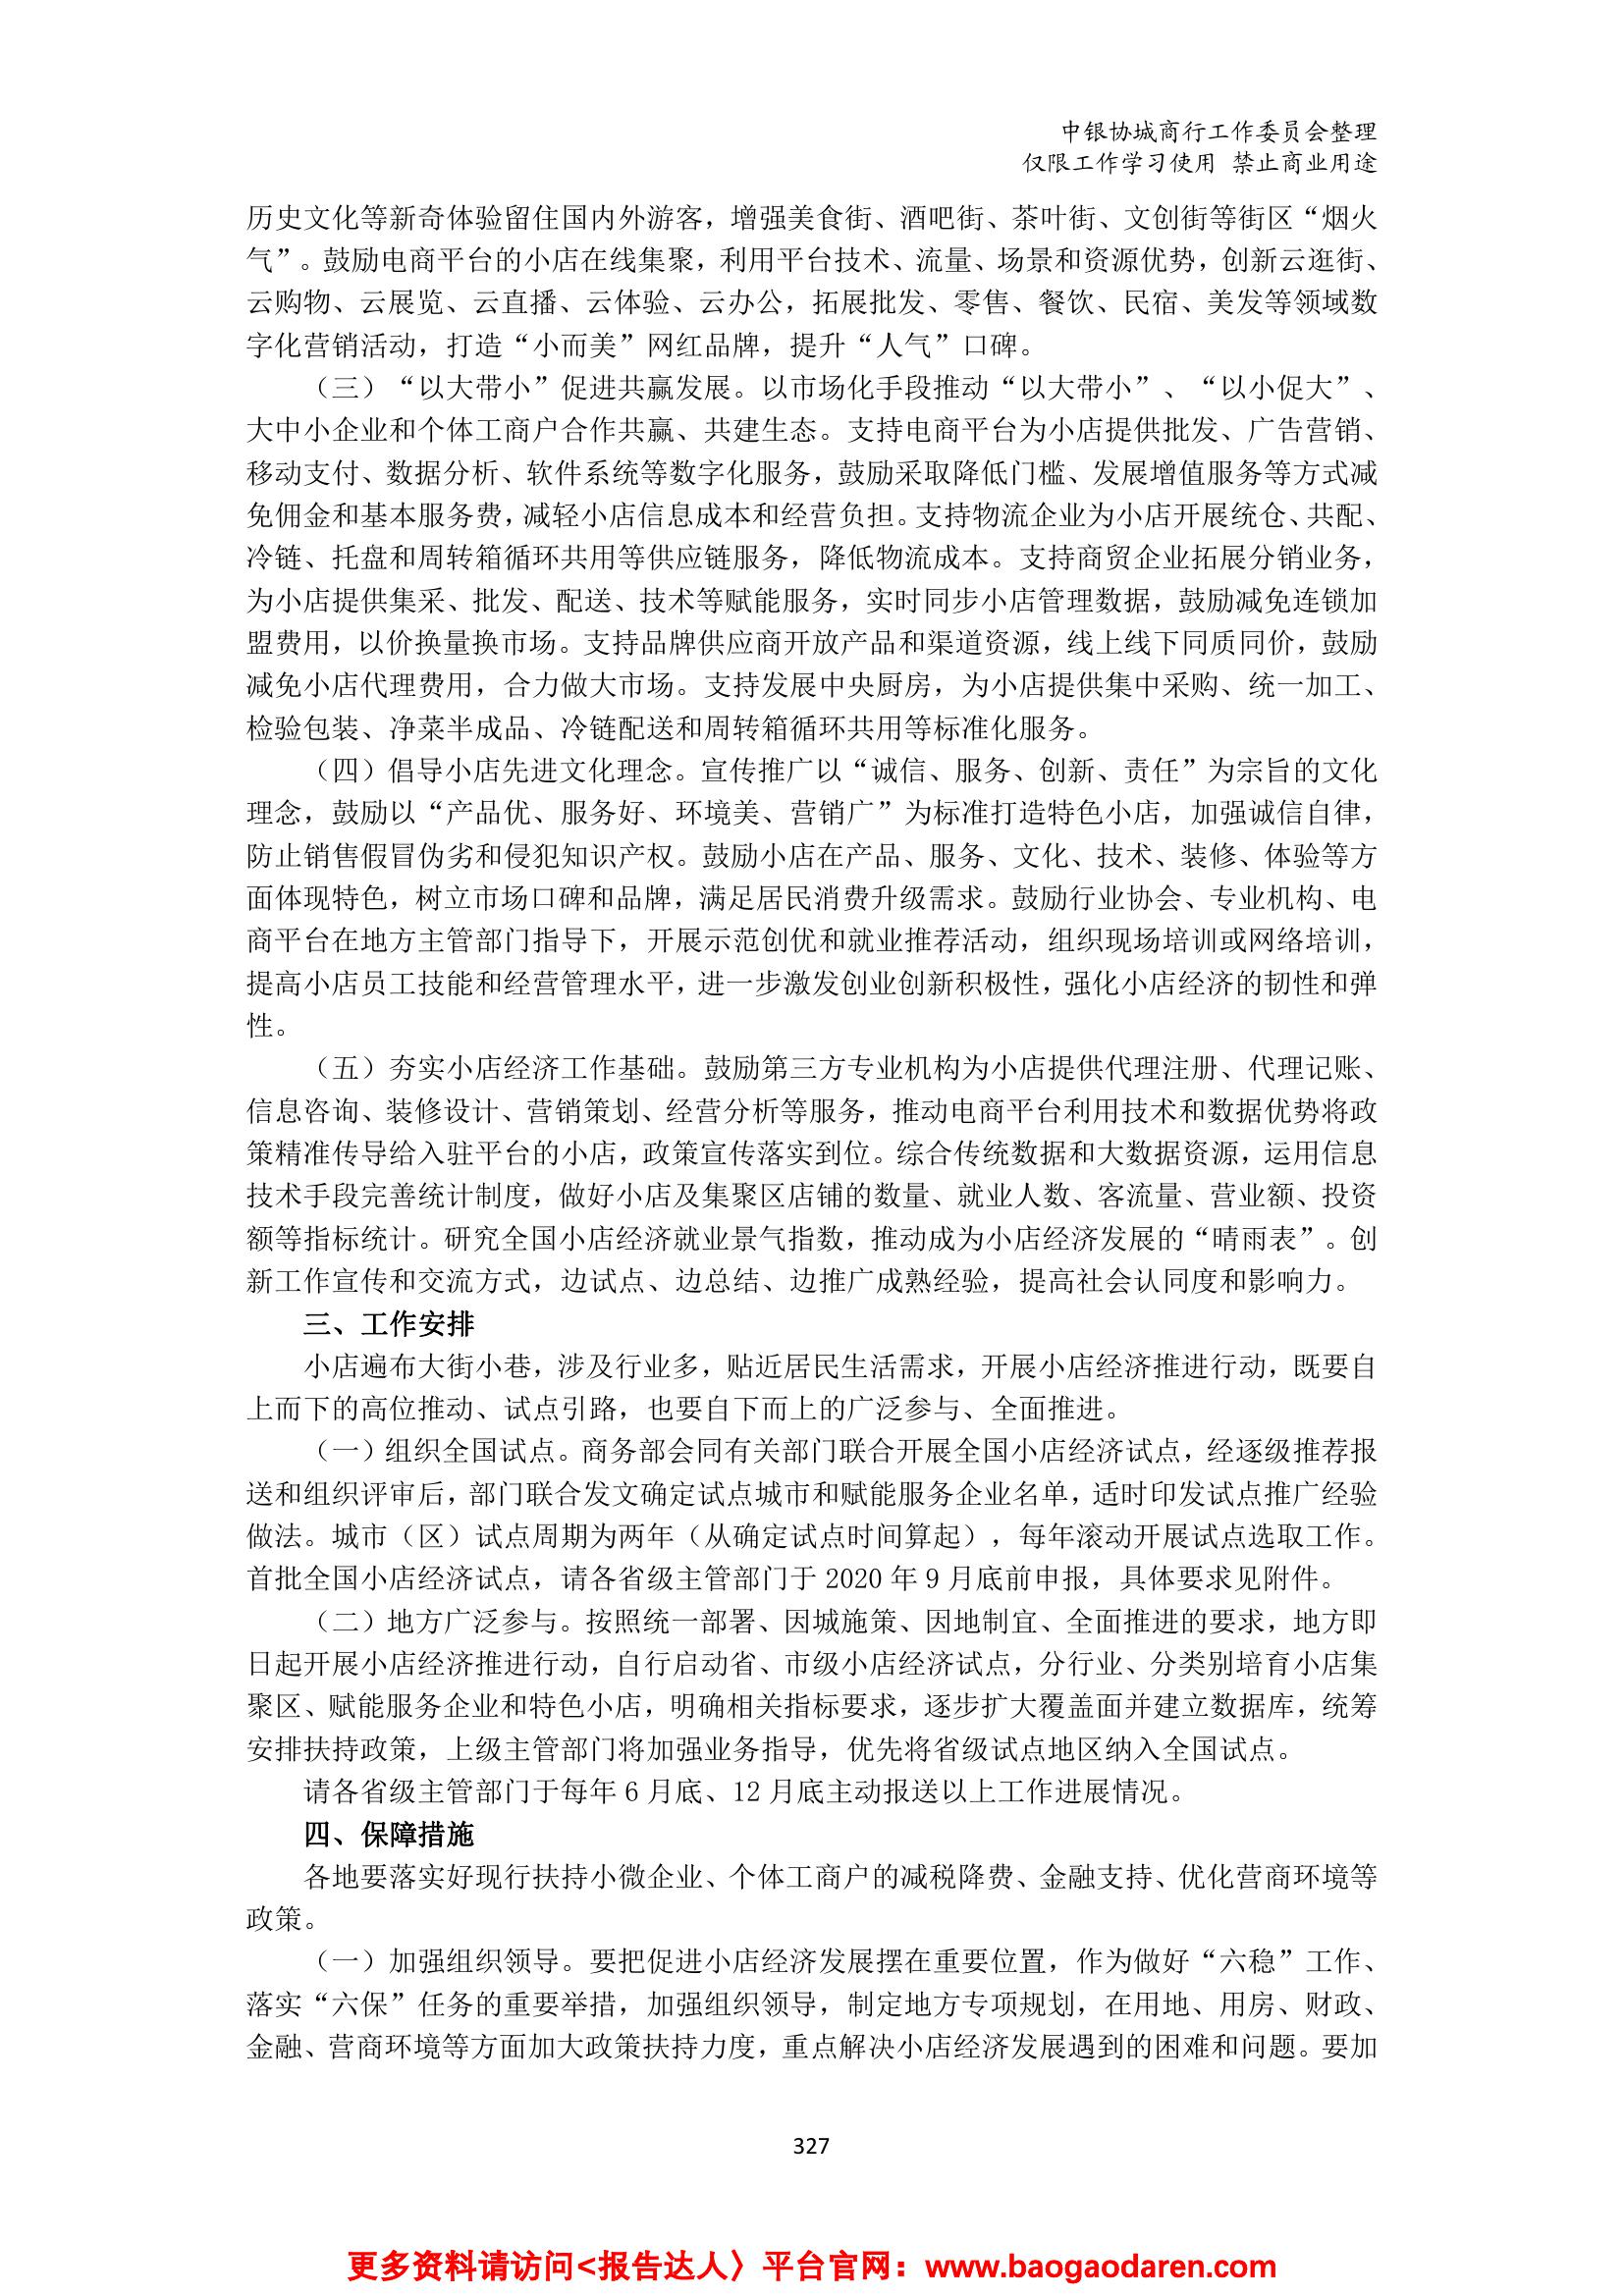 中银协城商行工作委员会整理
仅限工作学习使用 禁止商业用途
历史文化等新奇体验留住国内外游客，增强美食街、酒吧街、茶叶街、文创街等街区“烟火
气”。鼓励电商平台的小店在线集聚，利用平台技术、流量、场景和资源优势，创新云逛街、
云购物、云展览、云直播、云体验、云办公，拓展批发、零售、餐饮、民宿、美发等领域数
字化营销活动，打造“小而美”网红品牌，提升“人气”口碑。
（三）“以大带小”促进共赢发展。以市场化手段推动“以大带小”、“以小促大”、
大中小企业和个体工商户合作共赢、共建生态。支持电商平台为小店提供批发、广告营销、
移动支付、数据分析、软件系统等数字化服务，鼓励采取降低门槛、发展增值服务等方式减
免佣金和基本服务费，减轻小店信息成本和经营负担。支持物流企业为小店开展统仓、共配、
冷链、托盘和周转箱循环共用等供应链服务，降低物流成本。支持商贸企业拓展分销业务，
为小店提供集采、批发、配送、技术等赋能服务，实时同步小店管理数据，鼓励减免连锁加
盟费用，以价换量换市场。支持品牌供应商开放产品和渠道资源，线上线下同质同价，鼓励
减免小店代理费用，合力做大市场。支持发展中央厨房，为小店提供集中采购、统一加工、
检验包装、净菜半成品、冷链配送和周转箱循环共用等标准化服务。
（四）倡导小店先进文化理念。宣传推广以“诚信、服务、创新、责任”为宗旨的文化
理念，鼓励以“产品优、服务好、环境美、营销广”为标准打造特色小店，加强诚信自律，
防止销售假冒伪劣和侵犯知识产权。鼓励小店在产品、服务、文化、技术、装修、体验等方
面体现特色，树立市场口碑和品牌，满足居民消费升级需求。鼓励行业协会、专业机构、电
商平台在地方主管部门指导下，开展示范创优和就业推荐活动，组织现场培训或网络培训，
提高小店员工技能和经营管理水平，进一步激发创业创新积极性，强化小店经济的韧性和弹
性。
（五）夯实小店经济工作基础。鼓励第三方专业机构为小店提供代理注册、代理记账、
信息咨询、装修设计、营销策划、经营分析等服务，推动电商平台利用技术和数据优势将政
策精准传导给入驻平台的小店，政策宣传落实到位。综合传统数据和大数据资源，运用信息
技术手段完善统计制度，做好小店及集聚区店铺的数量、就业人数、客流量、营业额、投资
额等指标统计。研究全国小店经济就业景气指数，推动成为小店经济发展的“晴雨表”。创
新工作宣传和交流方式，边试点、边总结、边推广成熟经验，提高社会认同度和影响力。
三、工作安排
小店遍布大街小巷，涉及行业多，贴近居民生活需求，开展小店经济推进行动，既要自
上而下的高位推动、试点引路，也要自下而上的广泛参与、全面推进。
（一）组织全国试点。商务部会同有关部门联合开展全国小店经济试点，经逐级推荐报
送和组织评审后，部门联合发文确定试点城市和赋能服务企业名单，适时印发试点推广经验
做法。城市（区）试点周期为两年（从确定试点时间算起），每年滚动开展试点选取工作。
首批全国小店经济试点，请各省级主管部门于 2020 年 9 月底前申报，具体要求见附件。
（二）地方广泛参与。按照统一部署、因城施策、因地制宜、全面推进的要求，地方即
日起开展小店经济推进行动，自行启动省、市级小店经济试点，分行业、分类别培育小店集
聚区、赋能服务企业和特色小店，明确相关指标要求，逐步扩大覆盖面并建立数据库，统筹
安排扶持政策，上级主管部门将加强业务指导，优先将省级试点地区纳入全国试点。
请各省级主管部门于每年 6 月底、12 月底主动报送以上工作进展情况。
四、保障措施
各地要落实好现行扶持小微企业、个体工商户的减税降费、金融支持、优化营商环境等
政策。
（一）加强组织领导。要把促进小店经济发展摆在重要位置，作为做好“六稳”工作、
落实“六保”任务的重要举措，加强组织领导，制定地方专项规划，在用地、用房、财政、
金融、营商环境等方面加大政策扶持力度，重点解决小店经济发展遇到的困难和问题。要加
327
更多资料请访问<报告达人〉平台官网：www.baogaodaren.com